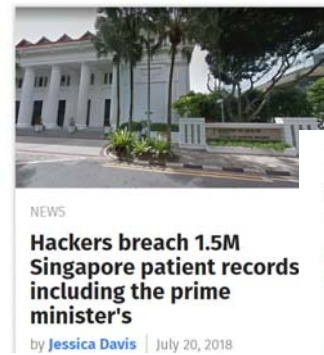 NEWS
Hackers breach 1.5M
Singapore patient records
including the prime
minister's
by Jessica Davis | July 20, 2018